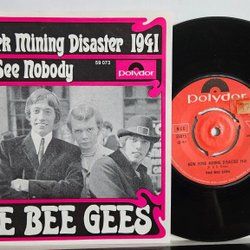 rk Mining Disaster 1941
See Nobody
59 073
Polydor
E BEE GEES
Polydor
NEW YORK MINING DISASTER 1941
THE BEE GEES